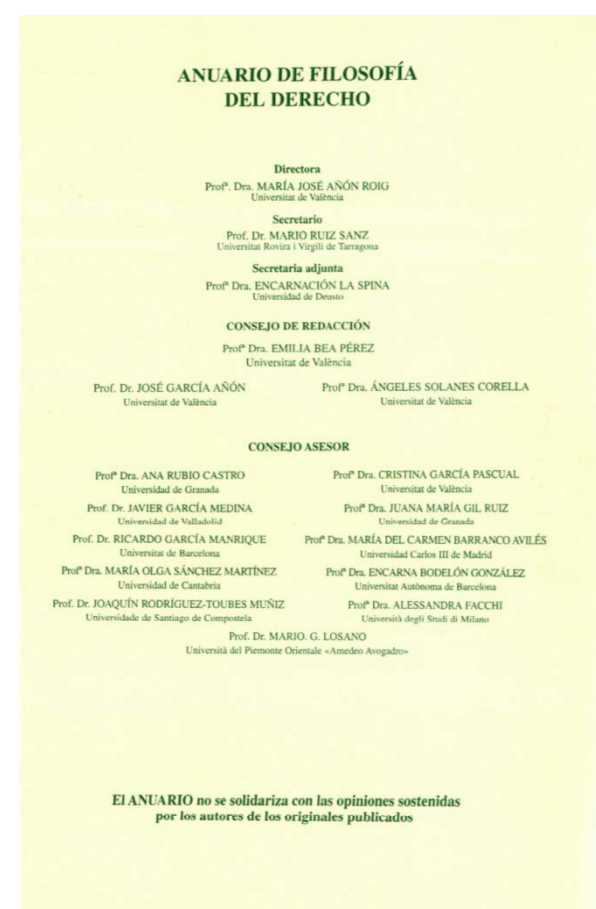 ANUARIO DE FILOSOFÍA
DEL DERECHO
Directora
Profª. Dra. MARÍA JOSÉ AÑÓN ROIG
Universitat de València
Secretario
Prof. Dr. MARIO RUIZ SANZ
Universitat Rovira i Virgili de Tarragona
Secretaria adjunta
Profª Dra. ENCARNACIÓN LA SPINA
Universidad de Deusto
CONSEJO DE REDACCIÓN
Profª Dra. EMILIA BEA PÉREZ
Universitat de València
Prof. Dr. JOSÉ GARCÍA AÑÓN
Universitat de València
Profª Dra. ÁNGELES SOLANES CORELLA
Universitat de València
CONSEJO ASESOR
Profª Dra. ANA RUBIO CASTRO
Universidad de Granada
Profª Dra. CRISTINA GARCÍA PASCUAL
Universitat de València
Prof. Dr. JAVIER GARCÍA MEDINA
Universidad de Valladolid
Profª Dra. JUANA MARÍA GIL RUIZ
Universidad de Granada
Prof. Dr. RICARDO GARCÍA MANRIQUE
Universitat de Barcelona
Profª Dra. MARÍA DEL CARMEN BARRANCO AVILÉS
Universidad Carlos III de Madrid
Profª Dra. MARÍA OLGA SÁNCHEZ MARTÍNEZ
Universidad de Cantabria
Profª Dra. ENCARNA BODELÓN GONZÁLEZ
Universitat Autònoma de Barcelona
Prof. Dr. JOAQUÍN RODRÍGUEZ-TOUBES MUÑIZ
Universidade de Santiago de Compostela
Profª Dra. ALESSANDRA FACCHI
Università degli Studi di Milano
Prof. Dr. MARIO. G. LOSANO
Università del Piemonte Orientale «Amedeo Avogadro»
El ANUARIO no se solidariza con las opiniones sostenidas
por los autores de los originales publicados